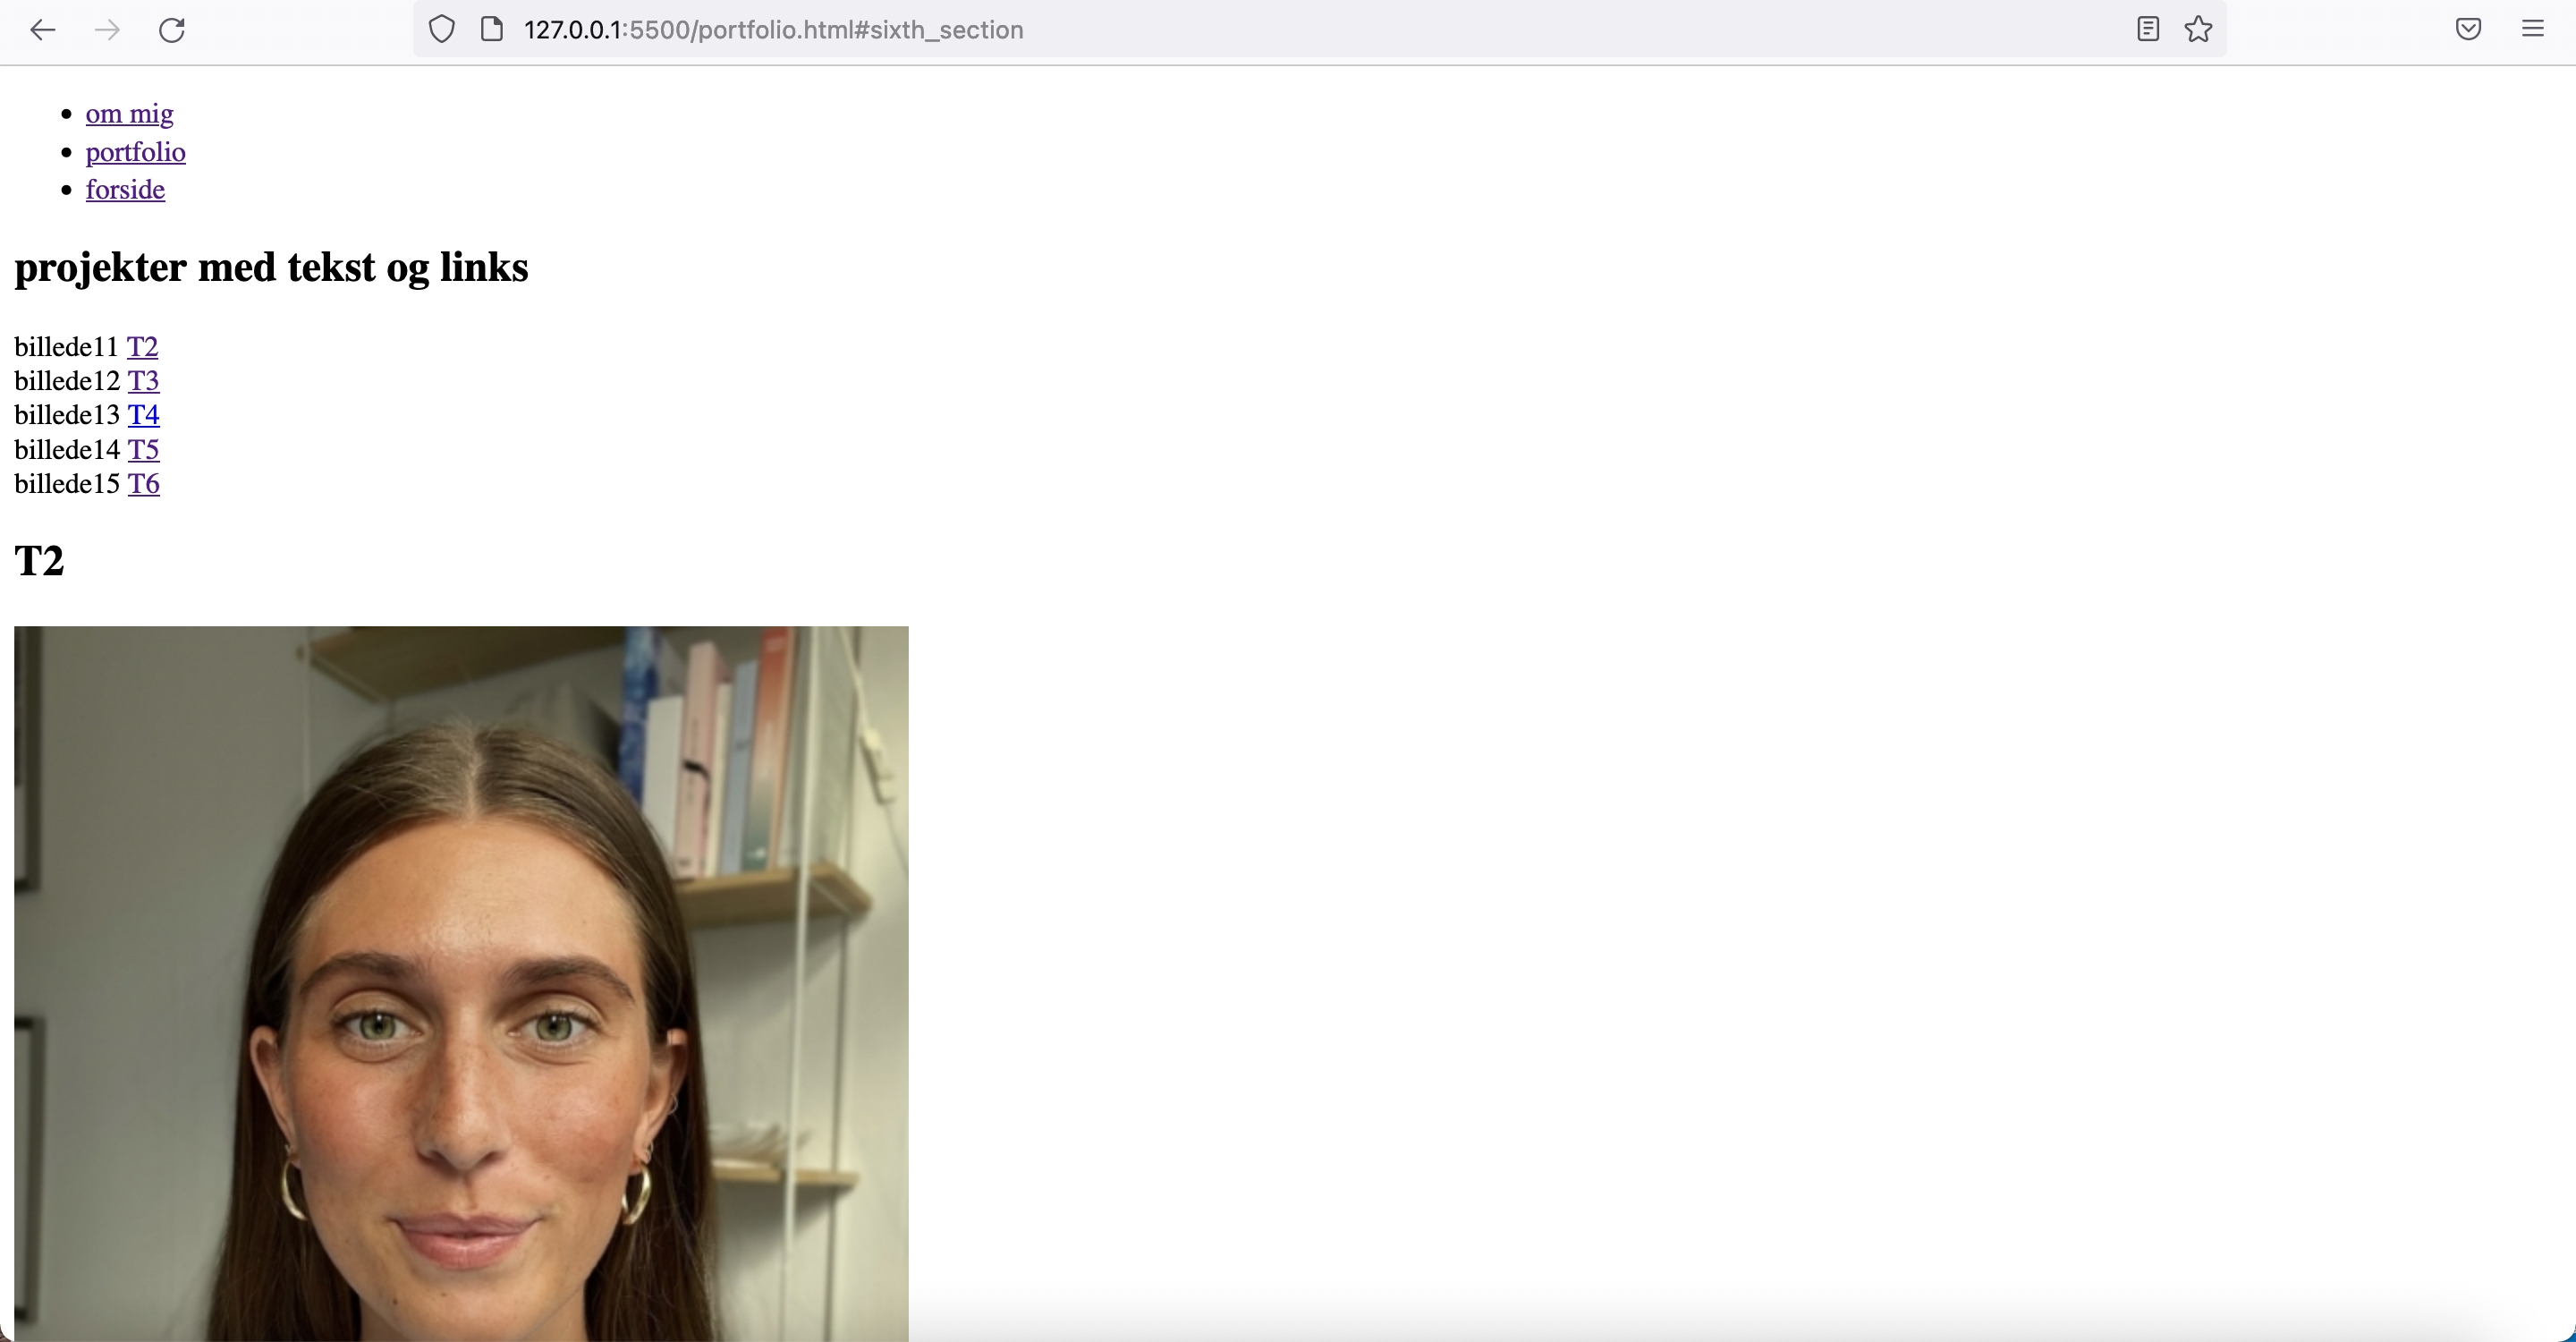 127.0.0.1:5500/portfolio.html#sixth_section
om mig
portfolio
forside
projekter med tekst og links
billede11 T2
billede12 T3
billede13 T4
billede14 T5
billede15 T6
T2